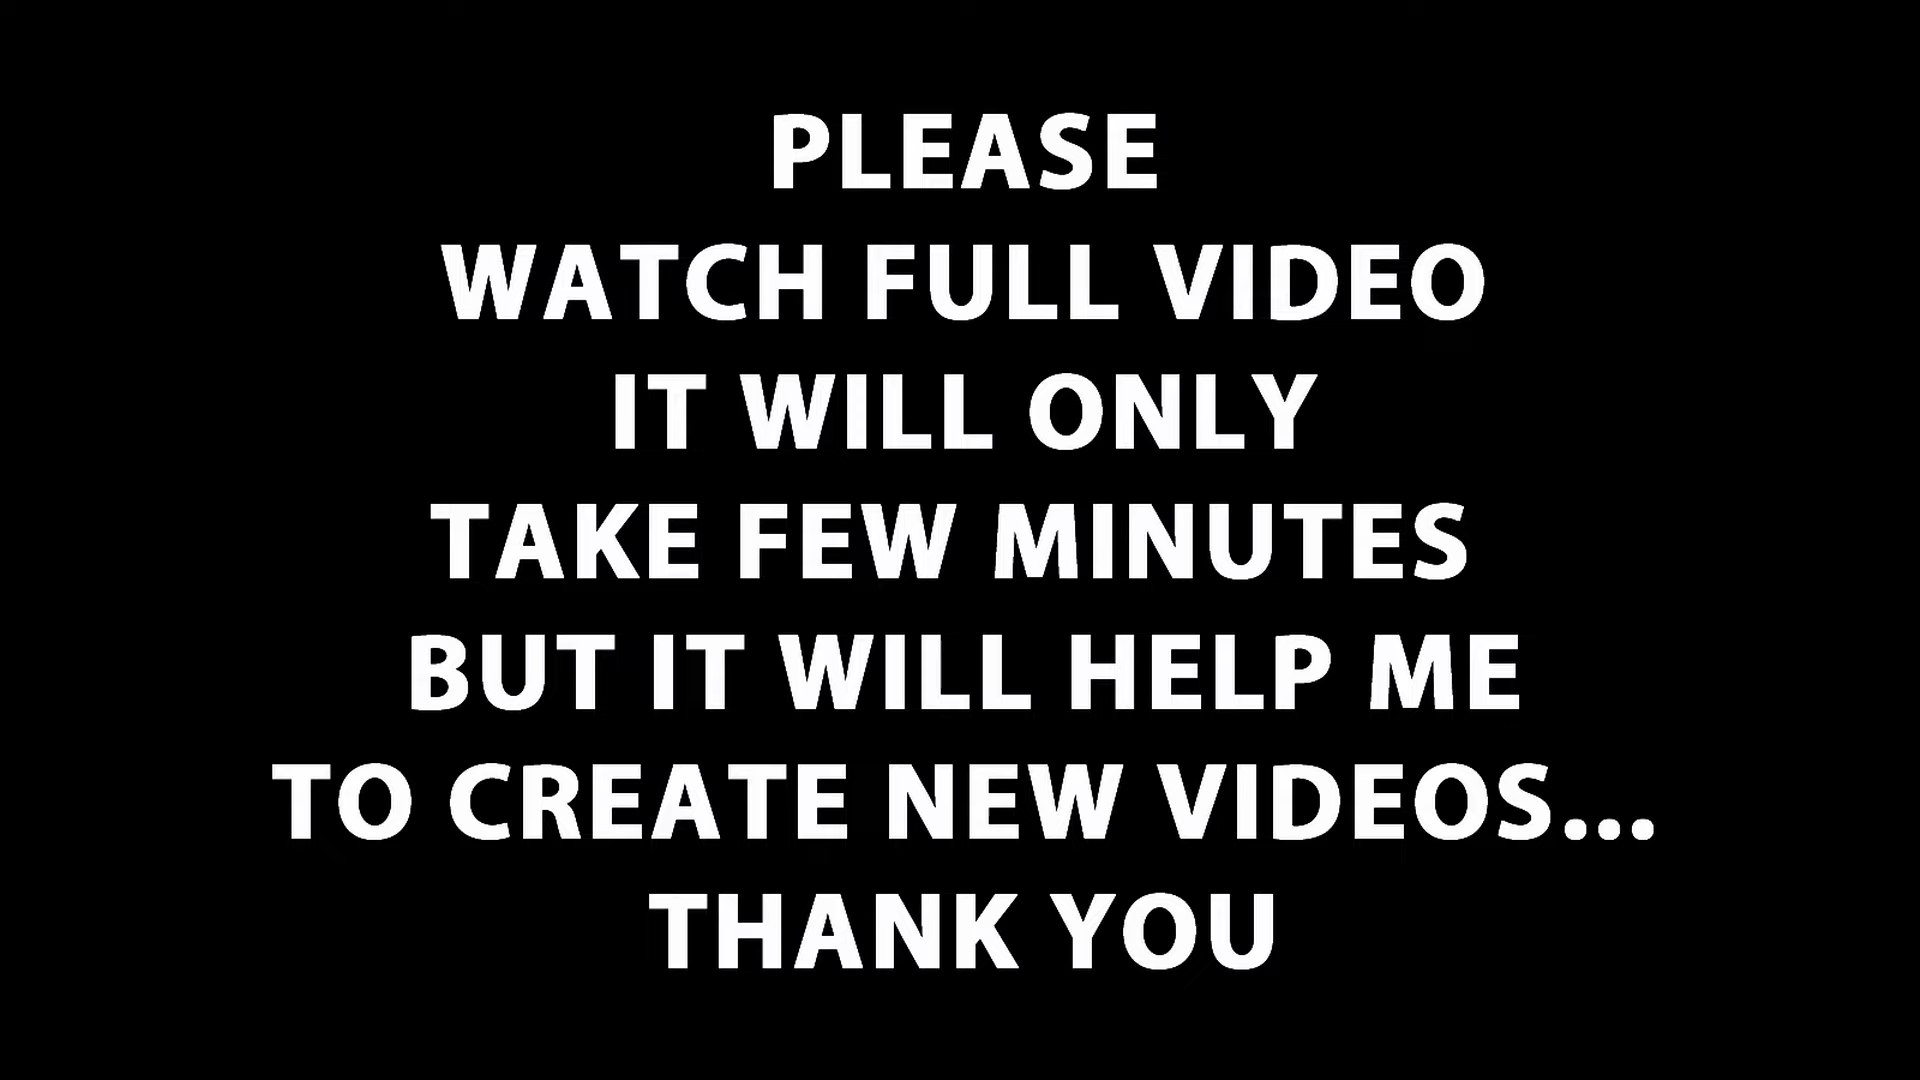 PLEASE
WATCH FULL VIDEO
IT WILL ONLY
TAKE FEW MINUTES
BUT IT WILL HELP ME
TO CREATE NEW VIDEOS...
THANK YOU